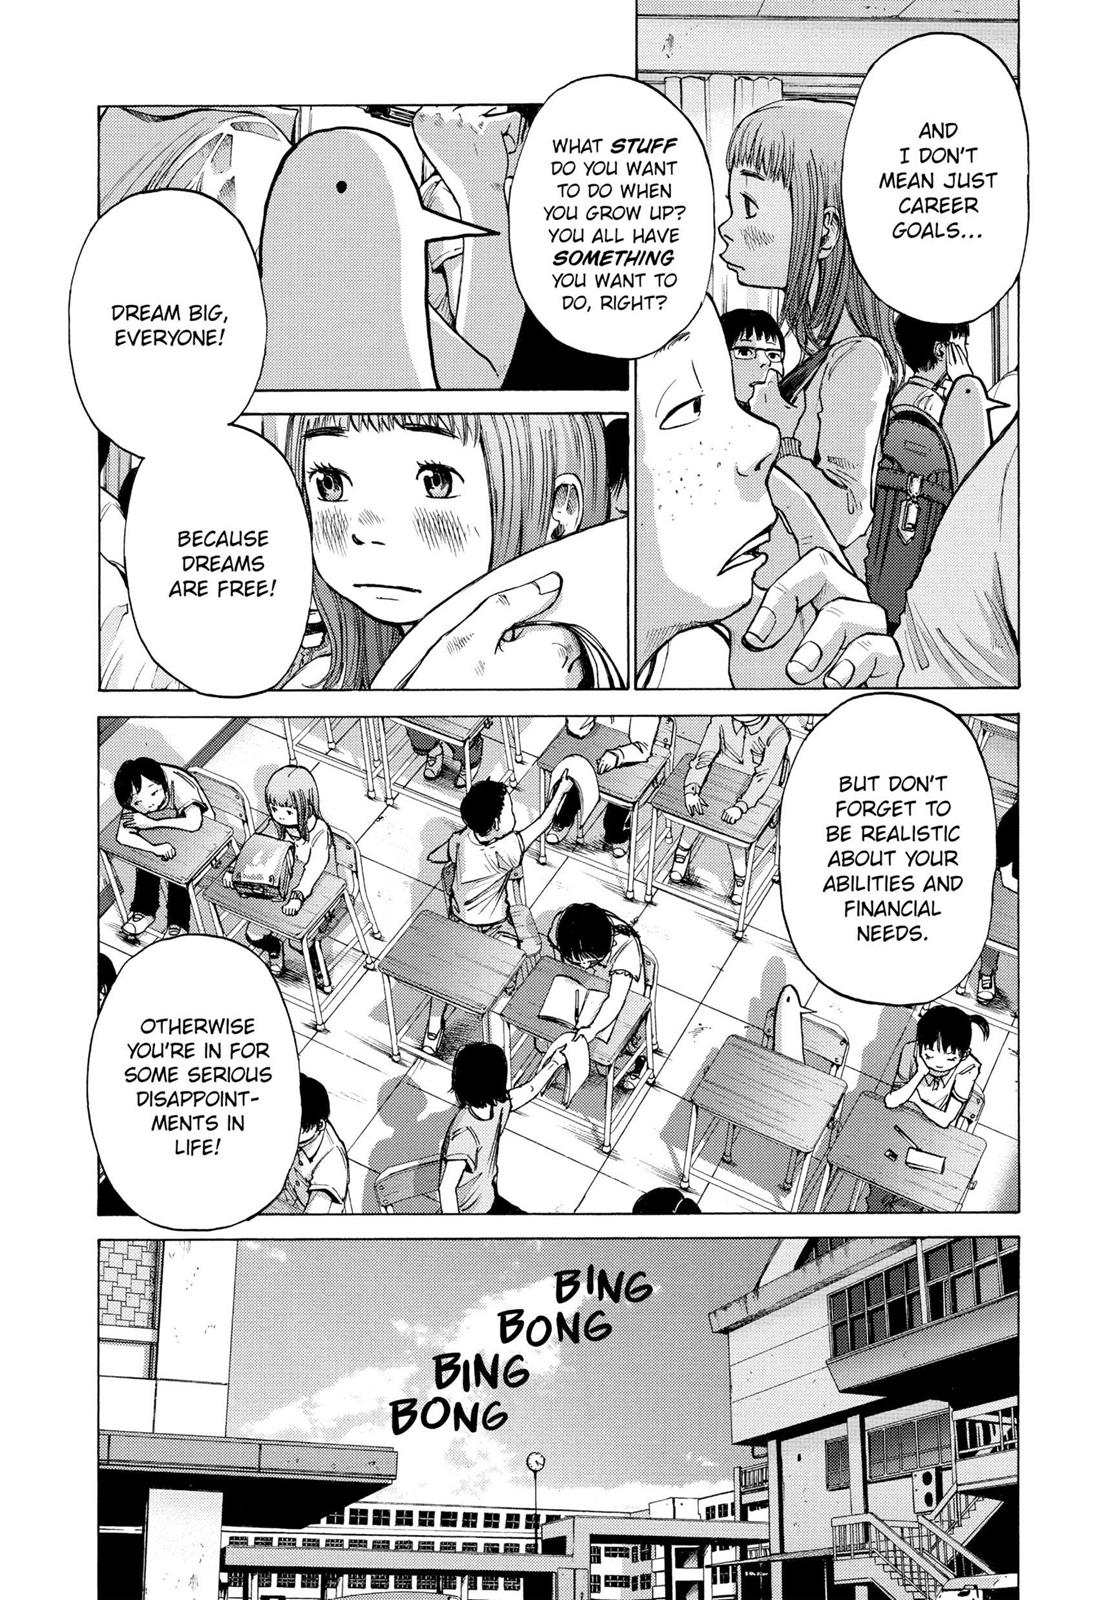 AND
I DON'T
MEAN JUST
CAREER
GOALS...
WHAT STUFF
DO YOU WANT
TO DO WHEN
YOU GROW UP?
YOU ALL HAVE
SOMETHING
YOU WANT TO
DO, RIGHT?
DREAM BIG,
EVERYONE!
BECAUSE
DREAMS
ARE FREE!
BUT DON'T
FORGET TO
BE REALISTIC
ABOUT YOUR
ABILITIES AND
FINANCIAL
NEEDS.
OTHERWISE
YOU'RE IN FOR
SOME SERIOUS
DISAPPOINT-
MENTS IN
LIFE!
BING
BONG
BING
BONG